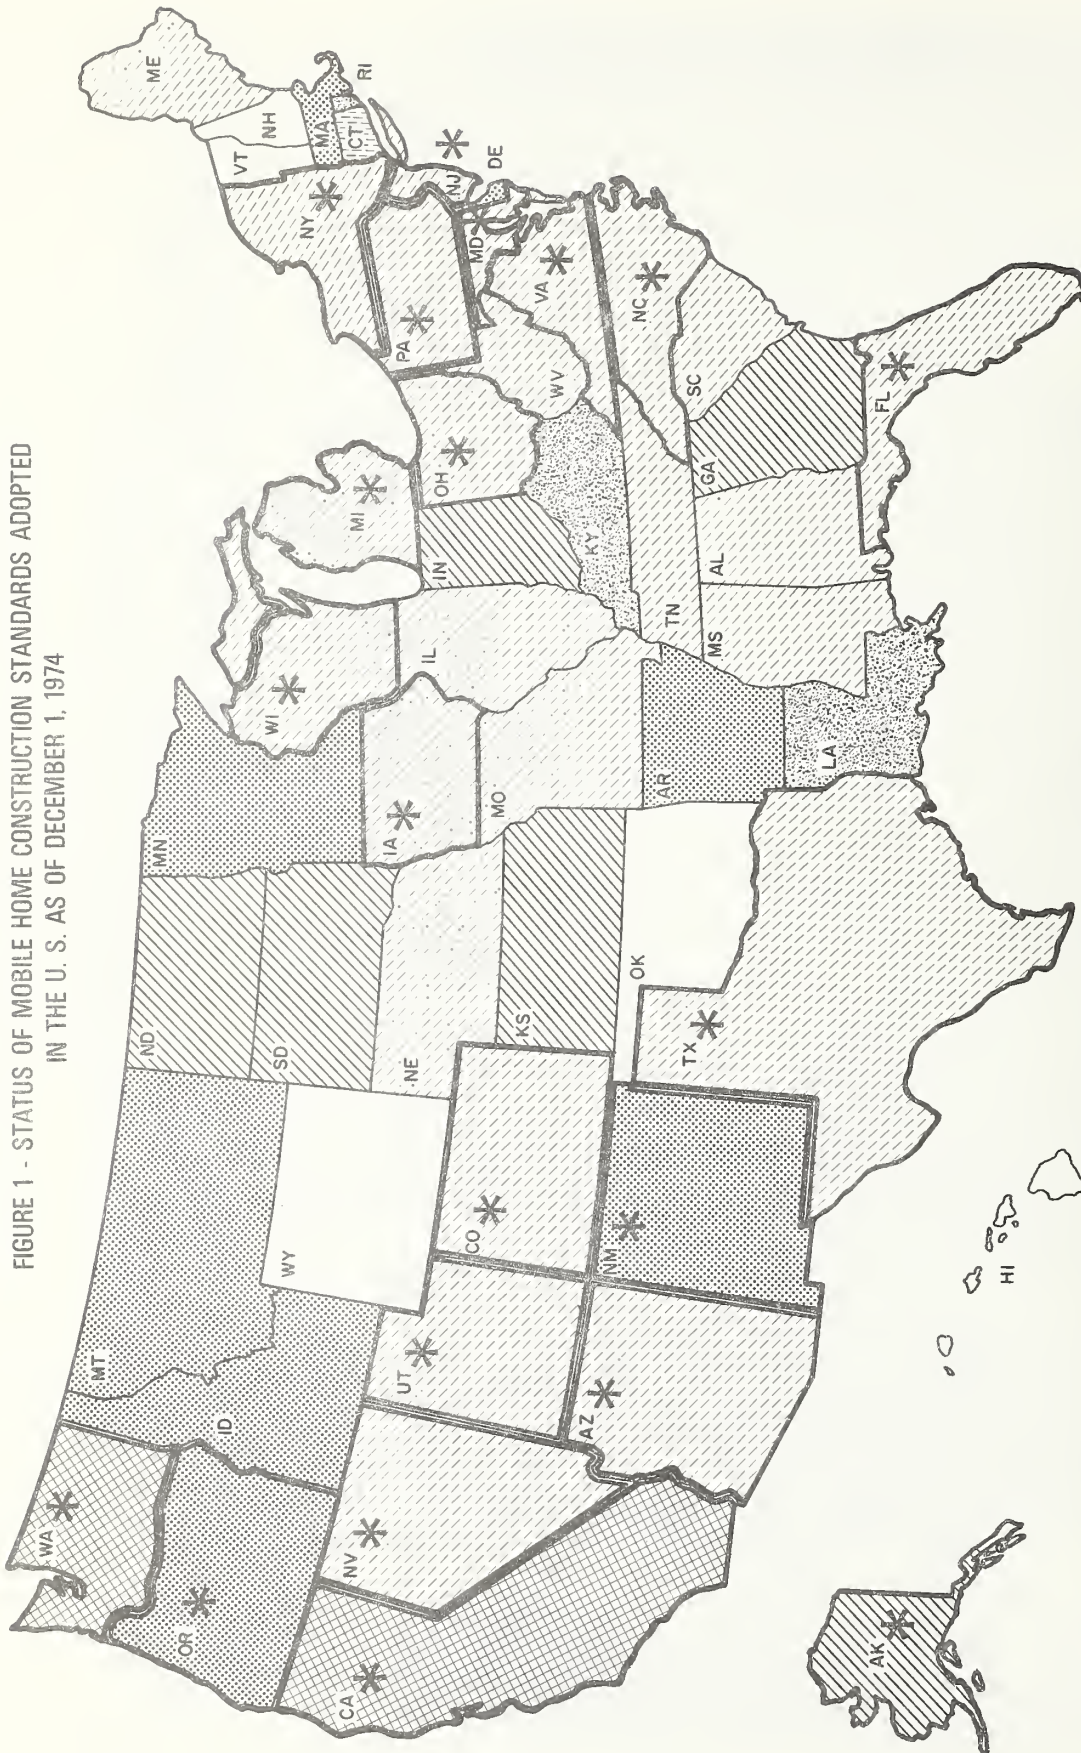 FIGURE 1 - STATUS OF MOBILE HOME CONSTRUCTION STANDARDS ADOPTED
IN THE U. S. AS OF DECEMBER 1, 1974
WA
OR
CA
NV
ID
MT
WY
UT
AZ
CO
NM
ND
SD
NE
KS
OK
TX
MN
IA
MO
AR
LA
WI
IL
MI
IN
OH
KY
TN
MS
AL
GA
FL
SC
NC
VA
WV
MD
DE
PA
NJ
NY
CT
RI
MA
VT
NH
ME
AK
HI